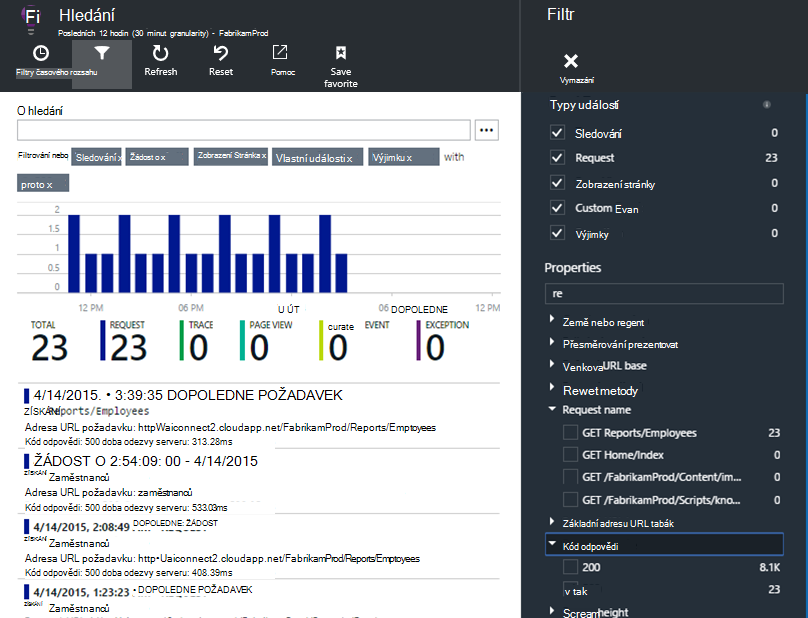 Fi
Hledání
Posledních 12 hodin (30 minut granularity) - FabrikamProd
Filtry časového rozsahu
Refresh
Reset
Pomoc
Save favorite
O hledání
...
Filtrování nebo Sledování x Žádost o x Zobrazení Stránka x Vlastní události x Výjimku x with
proto x
2
1.5
1
0.5
0
12 PM 06 PM U ÚT 06 DOPOLEDNE 12 PM
TOTAL REQUEST TRACE PAGE VIEW curate EVENT EXCEPTION
23 23 0 0 0 0
4/14/2015. • 3:39:35 DOPOLEDNE POŽADAVEK
ZÍSKÁNÍ Reports/Employees
Adresa URL požadavku: httpWaiconnect2.cloudapp.net/FabrikamProd/Reports/Emptoyees
Kód odpovědi: 500 doba odezvy serveru: 313.28ms
ŽÁDOST O 2:54:09: 00 - 4/14/2015
ZÍSKÁNÍ Zaměstnanců
Adresa URL požadavku: zaměstnanců
Kód odpovědi: 500 doba odezvy serveru: 533.03ms
4/14/2015, 2:08:49 DOPOLEDNE: ŽÁDOST
ZÍSKÁNÍ Zaměstnanců
Adresa URL požadavku: http•Uaiconnect2.cloudapp.net/FabrikamProd/Reports/Employees
Kód odpovědi: 500 doba odezvy serveru: 408.39ms
4/14/2015, 1:23:23 • DOPOLEDNE POŽADAVEK
ZÍSKÁNÍ Zaměstnanců
Filtr
Vymazání
Typy událostí
Sledování 0
Request 23
Zobrazení stránky 0
Custom Evan 0
Výjimky 0
Properties
re
Země nebo regent
Přesměrování prezentovat
Venkova URL base
Rewet metody
Request name
GET Reports/Employees 23
GET Home/Index 0
GET /FabrikamProd/Content/im... 0
GET /FabrikamProd/Scripts/kno... 0
Základní adresu URL tabák
Kód odpovědi
200 8.1K
v tak 23
Scream height